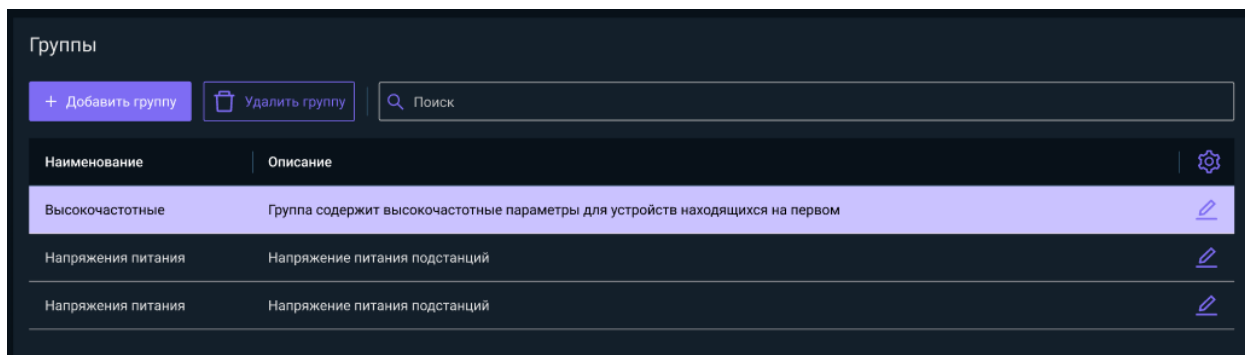 Группы
+ Добавить группу
Удалить группу
Поиск
Наименование Описание
Высокочастотные Группа содержит высокочастотные параметры для устройств находящихся на первом
Напряжения питания Напряжение питания подстанций
Напряжения питания Напряжение питания подстанций